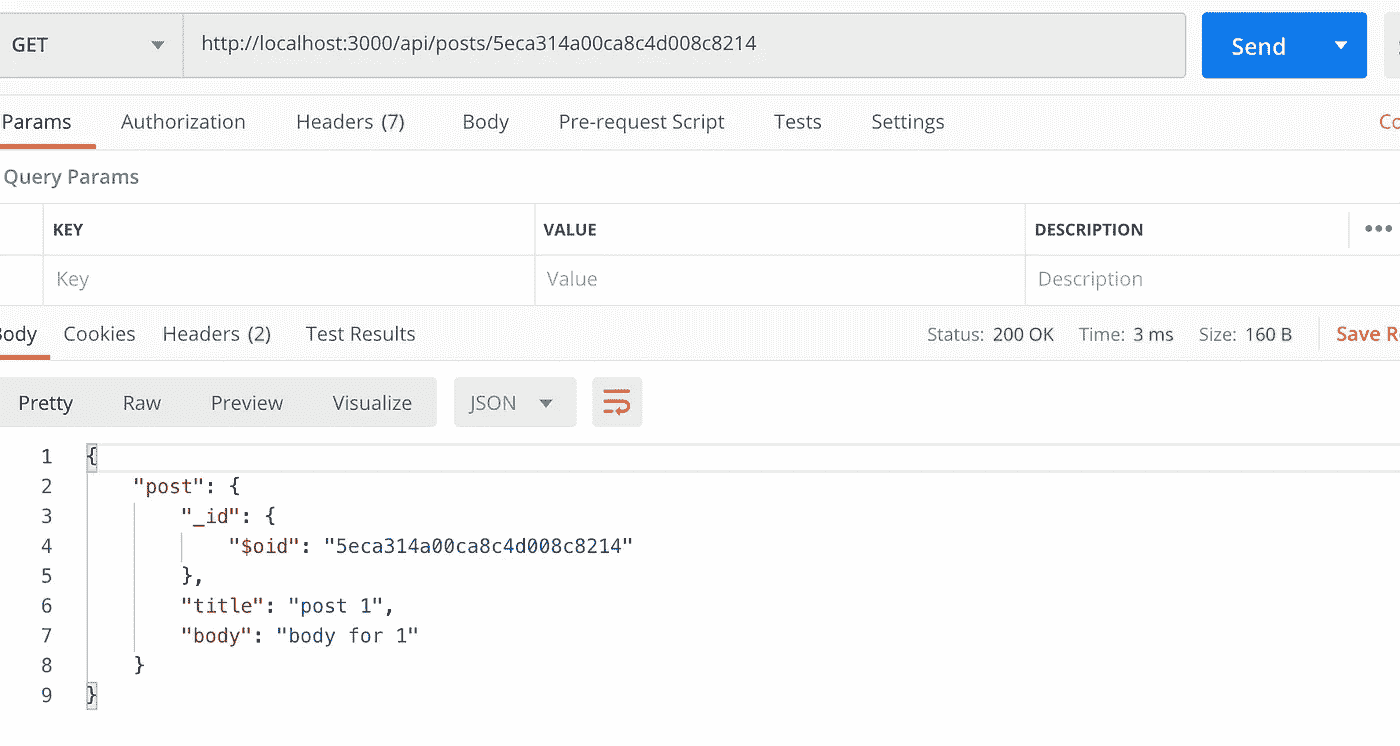 GET http://localhost:3000/api/posts/5eca314a00ca8c4d008c8214 Send
Params Authorization Headers (7) Body Pre-request Script Tests Settings
Query Params
KEY VALUE DESCRIPTION •••
Key Value Description
Body Cookies Headers (2) Test Results Status: 200 OK Time: 3 ms Size: 160 B Save R
Pretty Raw Preview Visualize JSON
1 {
2 "post": {
3 "_id": {
4 "$oid": "5eca314a00ca8c4d008c8214"
5 },
6 "title": "post 1",
7 "body": "body for 1"
8 }
9 }